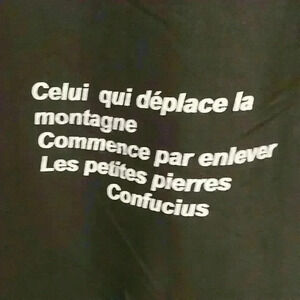 Celui qui déplace la
montagne
Commence par enlever
Les petites pierres
Confucius